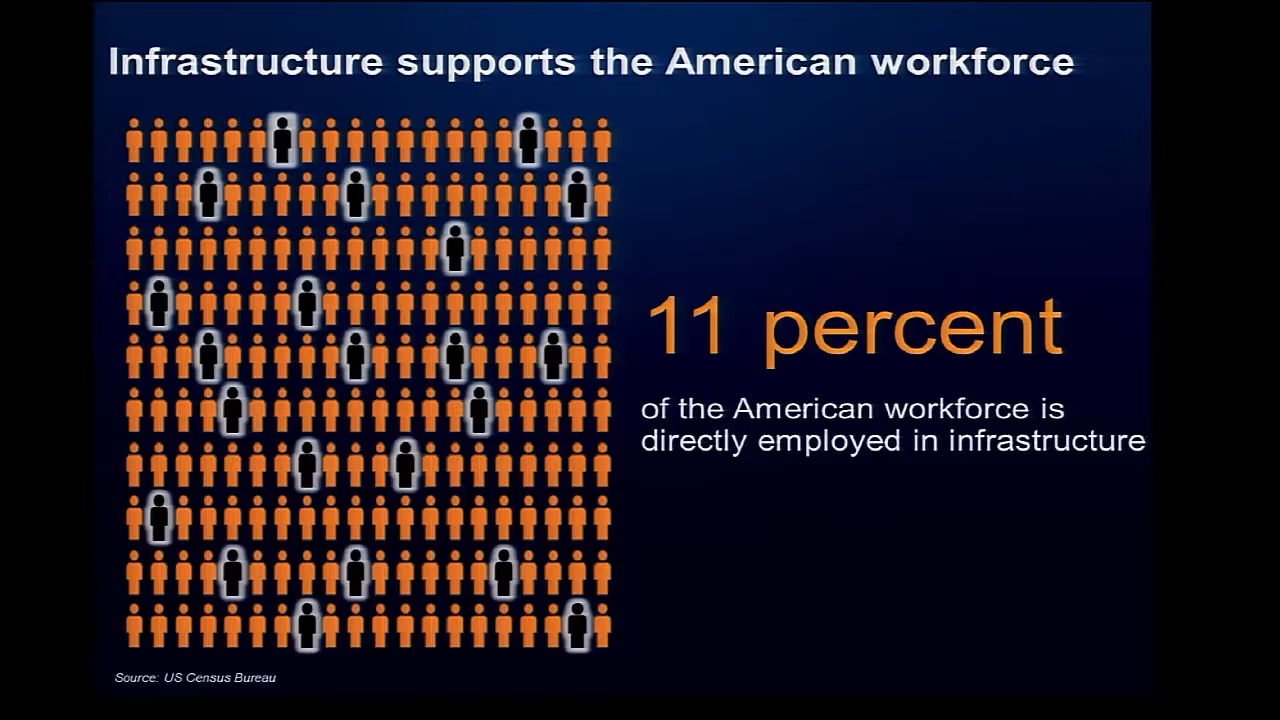 Infrastructure supports the American workforce
11 percent
of the American workforce is
directly employed in infrastructure
Source: US Census Bureau